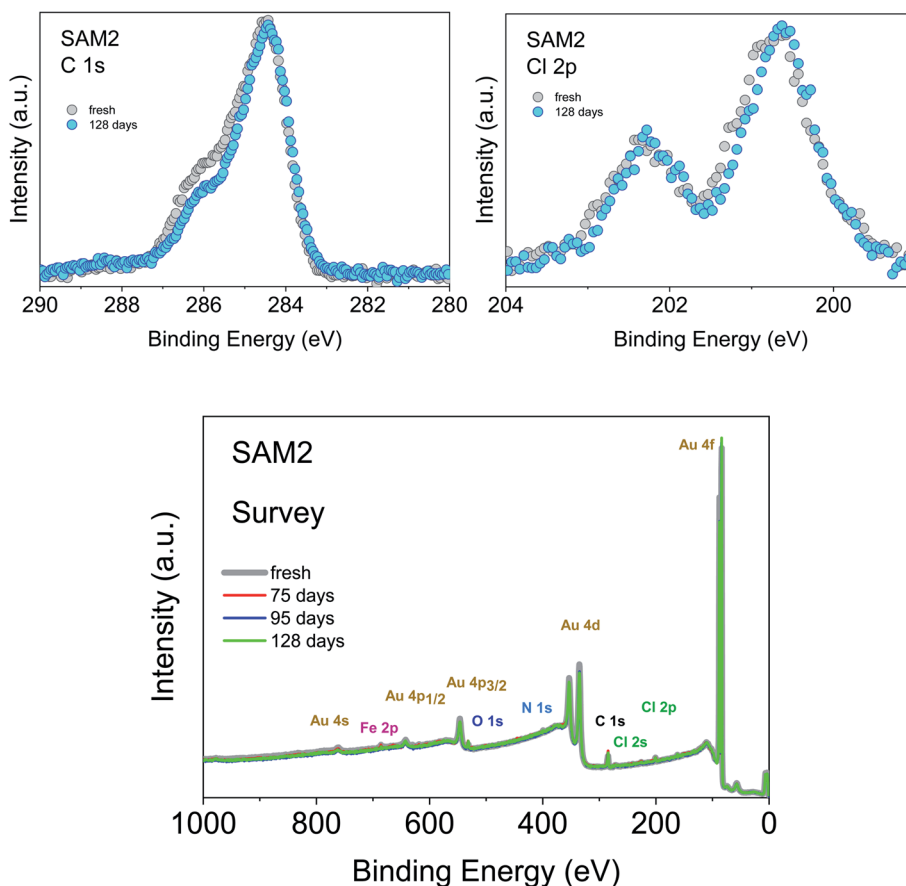 SAM2
C 1s
fresh
128 days
Intensity (a.u.)
290 288 286 284 282 280
Binding Energy (eV)
SAM2
Cl 2p
fresh
128 days
Intensity (a.u.)
204 202 200
Binding Energy (eV)
SAM2
Survey
fresh
75 days
95 days
128 days
Au 4f
Au 4d
Au 4p3/2
Au 4p1/2
Au 4s
Fe 2p
O 1s
N 1s
C 1s
Cl 2p
Cl 2s
Intensity (a.u.)
1000 800 600 400 200 0
Binding Energy (eV)